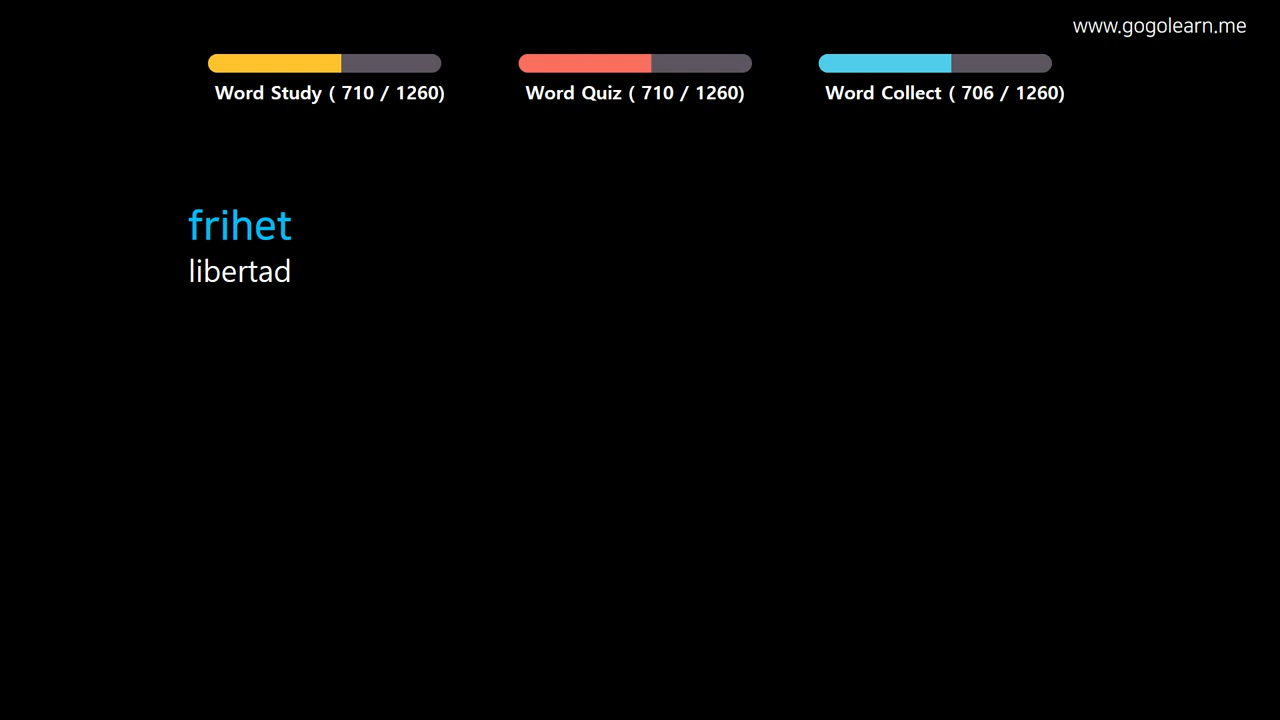 www.gogolearn.me
Word Study ( 710 / 1260)
Word Quiz ( 710 / 1260)
Word Collect ( 706 / 1260)
frihet
libertad